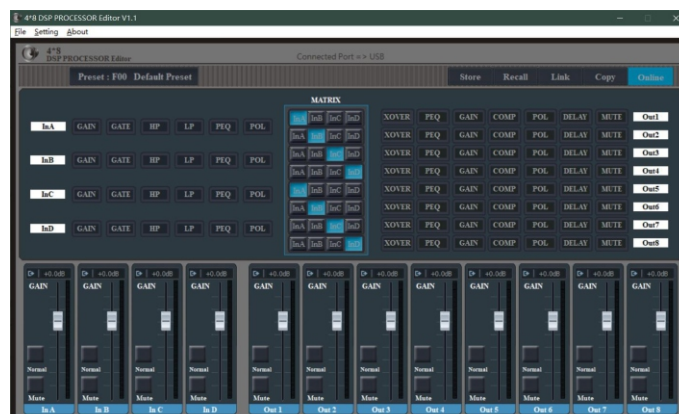 4*8 DSP PROCESSOR Editor V1.1
File Setting About
4*8
DSP PROCESSOR Editor
Connected Port => USB
Preset : F00 Default Preset
Store Recall Link Copy Online
MATRIX
InA InB InC InD XOVER PEQ GAIN COMP POL DELAY MUTE Out1
InA GAIN GATE HP LP PEQ POL
InA InB InC InD XOVER PEQ GAIN COMP POL DELAY MUTE Out2
InA InB InC InD XOVER PEQ GAIN COMP POL DELAY MUTE Out3
InB GAIN GATE HP LP PEQ POL
InA InB InC InD XOVER PEQ GAIN COMP POL DELAY MUTE Out4
InA InB InC InD XOVER PEQ GAIN COMP POL DELAY MUTE Out5
InC GAIN GATE HP LP PEQ POL
InA InB InC InD XOVER PEQ GAIN COMP POL DELAY MUTE Out6
InA InB InC InD XOVER PEQ GAIN COMP POL DELAY MUTE Out7
InD GAIN GATE HP LP PEQ POL
InA InB InC InD XOVER PEQ GAIN COMP POL DELAY MUTE Out8
+0.0dB +0.0dB +0.0dB +0.0dB +0.0dB +0.0dB +0.0dB +0.0dB +0.0dB +0.0dB +0.0dB +0.0dB
GAIN GAIN GAIN GAIN GAIN GAIN GAIN GAIN GAIN GAIN GAIN GAIN
Normal Normal Normal Normal Normal Normal Normal Normal Normal Normal Normal Normal
Mute Mute Mute Mute Mute Mute Mute Mute Mute Mute Mute Mute
In A In B In C In D Out 1 Out 2 Out 3 Out 4 Out 5 Out 6 Out 7 Out 8